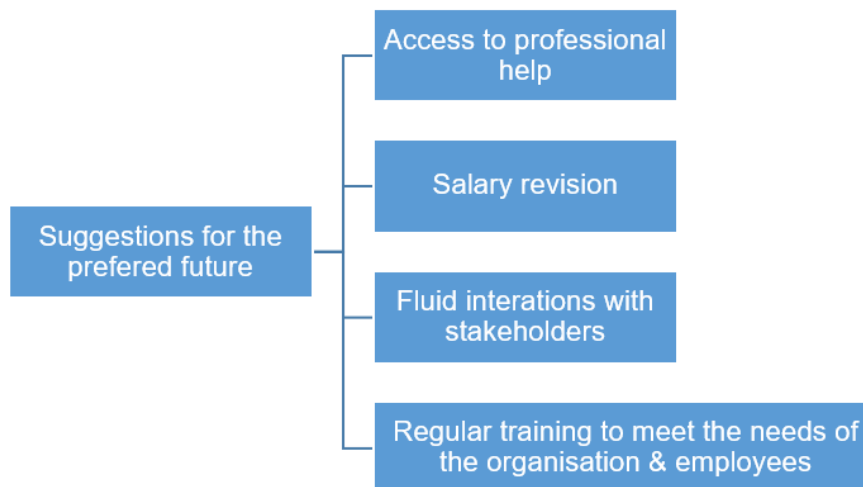 Access to professional
help
Salary revision
Suggestions for the
prefered future
Fluid interations with
stakeholders
Regular training to meet the needs of
the organisation & employees